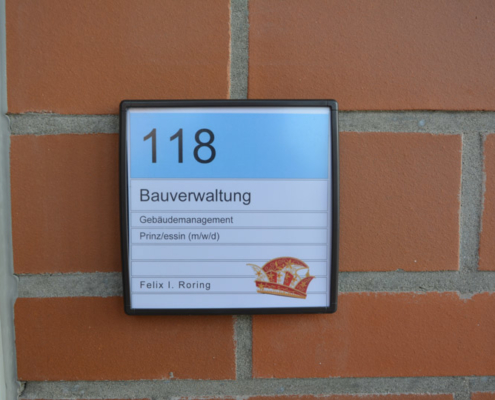 118
Bauverwaltung
Gebäudemanagement
Prinz/essin (m/w/d)
Felix I. Roring